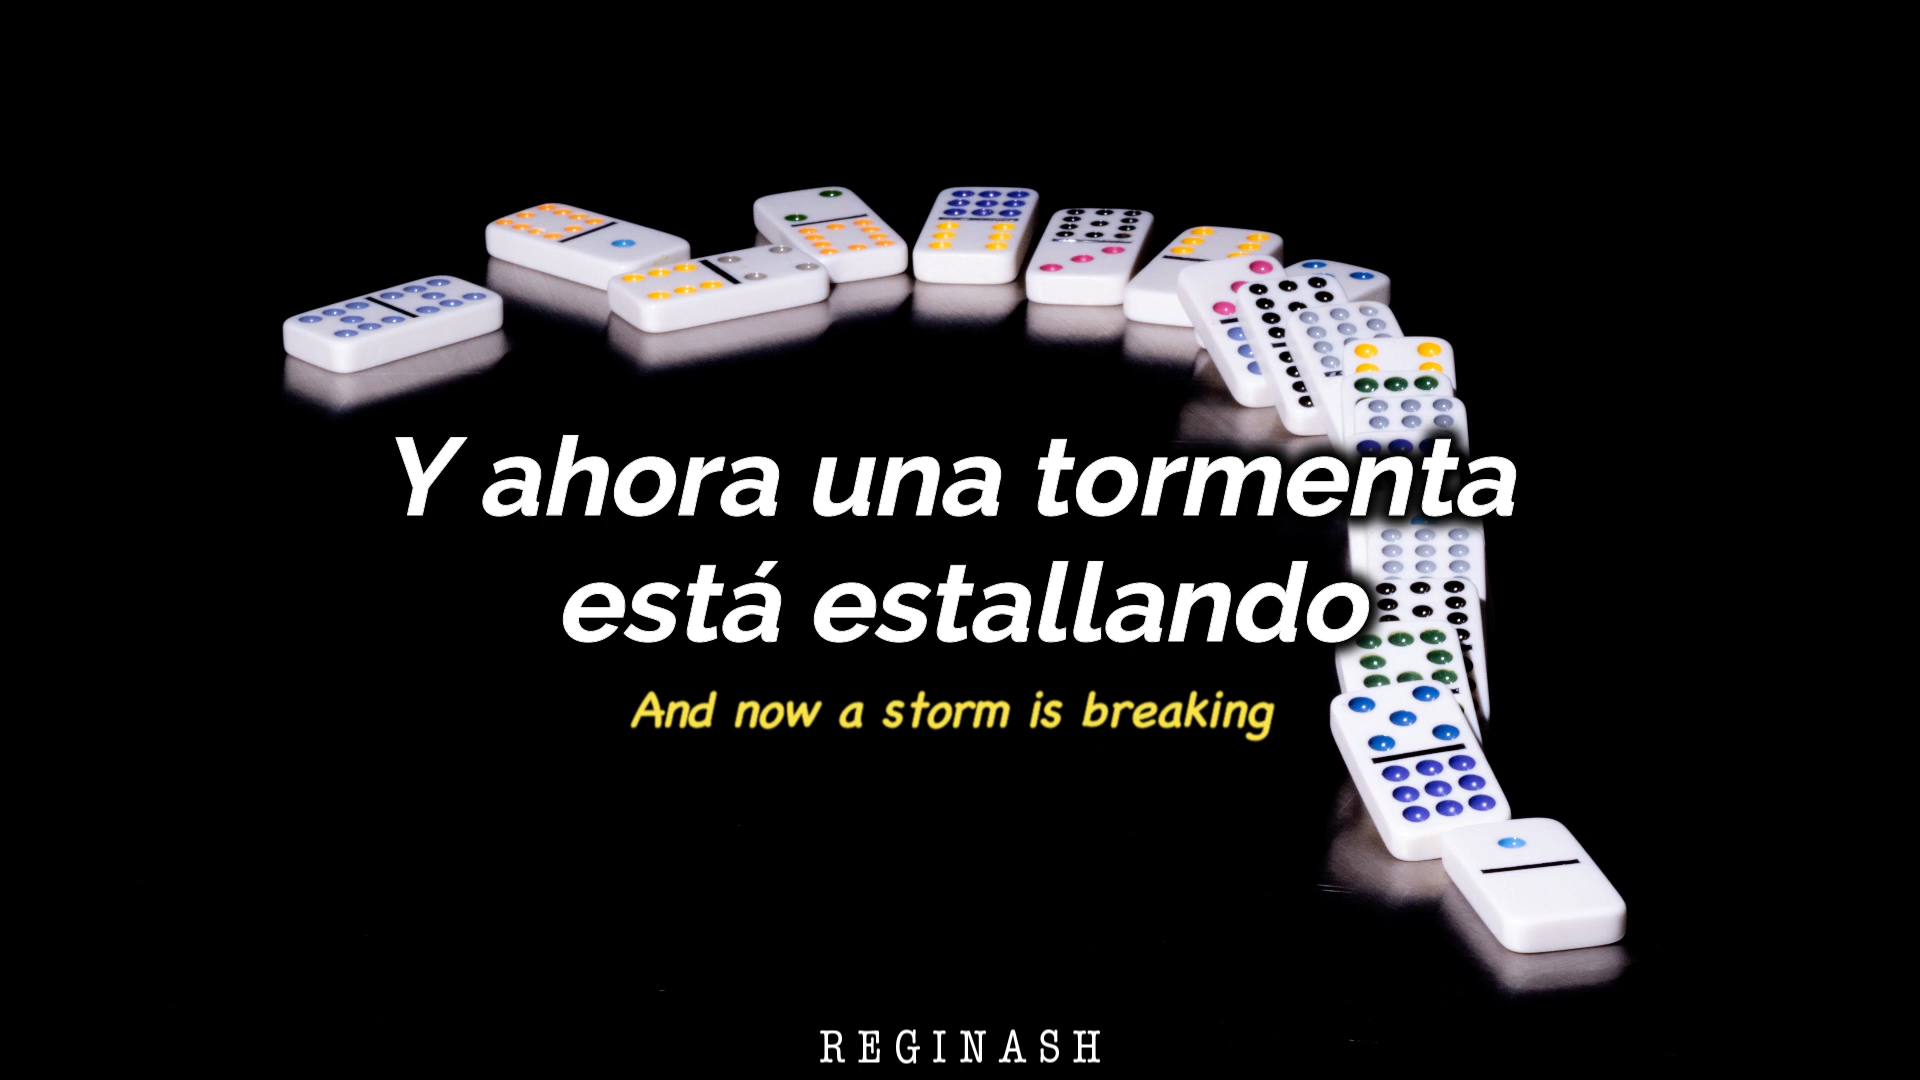 Y ahora una tormenta
está estallando
And now a storm is breaking
REGINASH